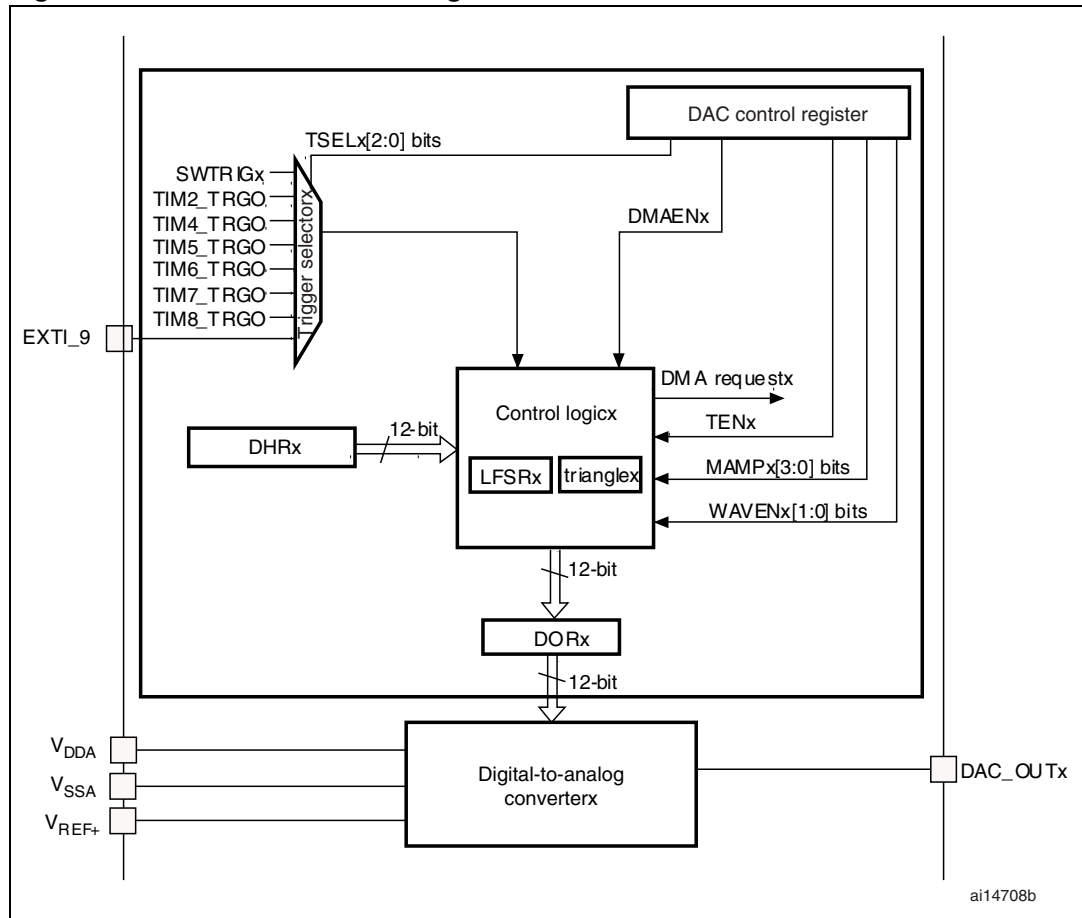 DAC control register
TSELx[2:0] bits
SWTRIGx
TIM2_TRGO
TIM4_TRGO
TIM5_TRGO
TIM6_TRGO
TIM7_TRGO
TIM8_TRGO
Trigger selectorx
DMAENx
EXTI_9
DMA requestx
Control logicx
TENx
12-bit
DHRx
MAMPx[3:0] bits
LFSRx
trianglex
WAVENx[1:0] bits
12-bit
DORx
12-bit
VDDA
VSSA
VREF+
Digital-to-analog
converterx
DAC_OUTx
ai14708b